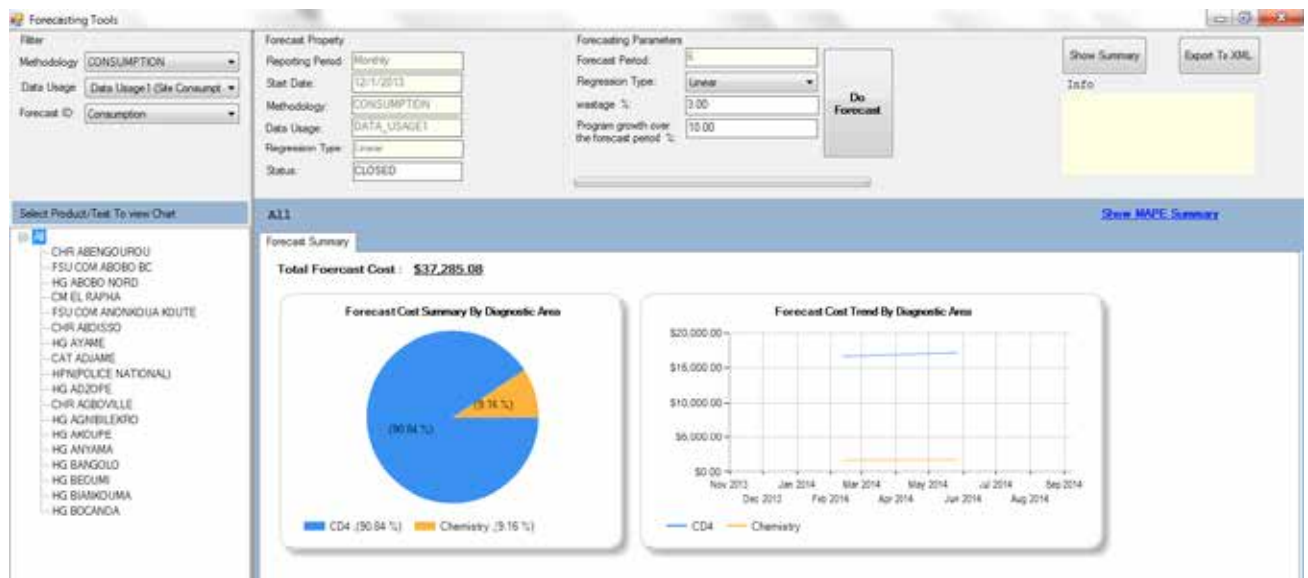 Forecasting Tools
Filter
Methodology CONSUMPTION
Data Usage Data Usage1 (Site Consumpt
Forecast ID Consumption
Forecast Propety
Reporting Period Monthly
Start Date: 12/1/2013
Methodology: CONSUMPTION
Data Usage: DATA_USAGE1
Regression Type: Linear
Status: CLOSED
Forecasting Parameters
Forecast Period: 6
Regression Type: Linear
wastage %: 3.00
Program growth over
the forecast period %: 10.00
Do
Forecast
Show Summary
Export To XML
Info
Select Product/Test To view Chart
All
CHR ABENGOUROU
FSU COM ABOBO BC
HG ABOBO NORD
CM EL RAPHA
FSU COM ANONKOUA KOUTE
CHR ABOISSO
HG AYAME
CAT ADJAME
HPN(POLICE NATIONAL)
HG ADZOPE
CHR AGBOVILLE
HG AGNIBILEKRO
HG AKOUPE
HG ANYAMA
HG BANGOLO
HG BEOUMI
HG BIANKOUMA
HG BOCANDA
All
Show MAPE Summary
Forecast Summary
Total Foercast Cost : $37,285.08
Forecast Cost Summary By Diagnostic Area
(9.16 %)
(90.84 %)
CD4 ,(90.84 %) Chemistry ,(9.16 %)
Forecast Cost Trend By Diagnostic Area
$20,000.00
$15,000.00
$10,000.00
$5,000.00
$0.00
Nov 2013 Jan 2014 Mar 2014 May 2014 Jul 2014 Sep 2014
Dec 2013 Feb 2014 Apr 2014 Jun 2014 Aug 2014
CD4 Chemistry